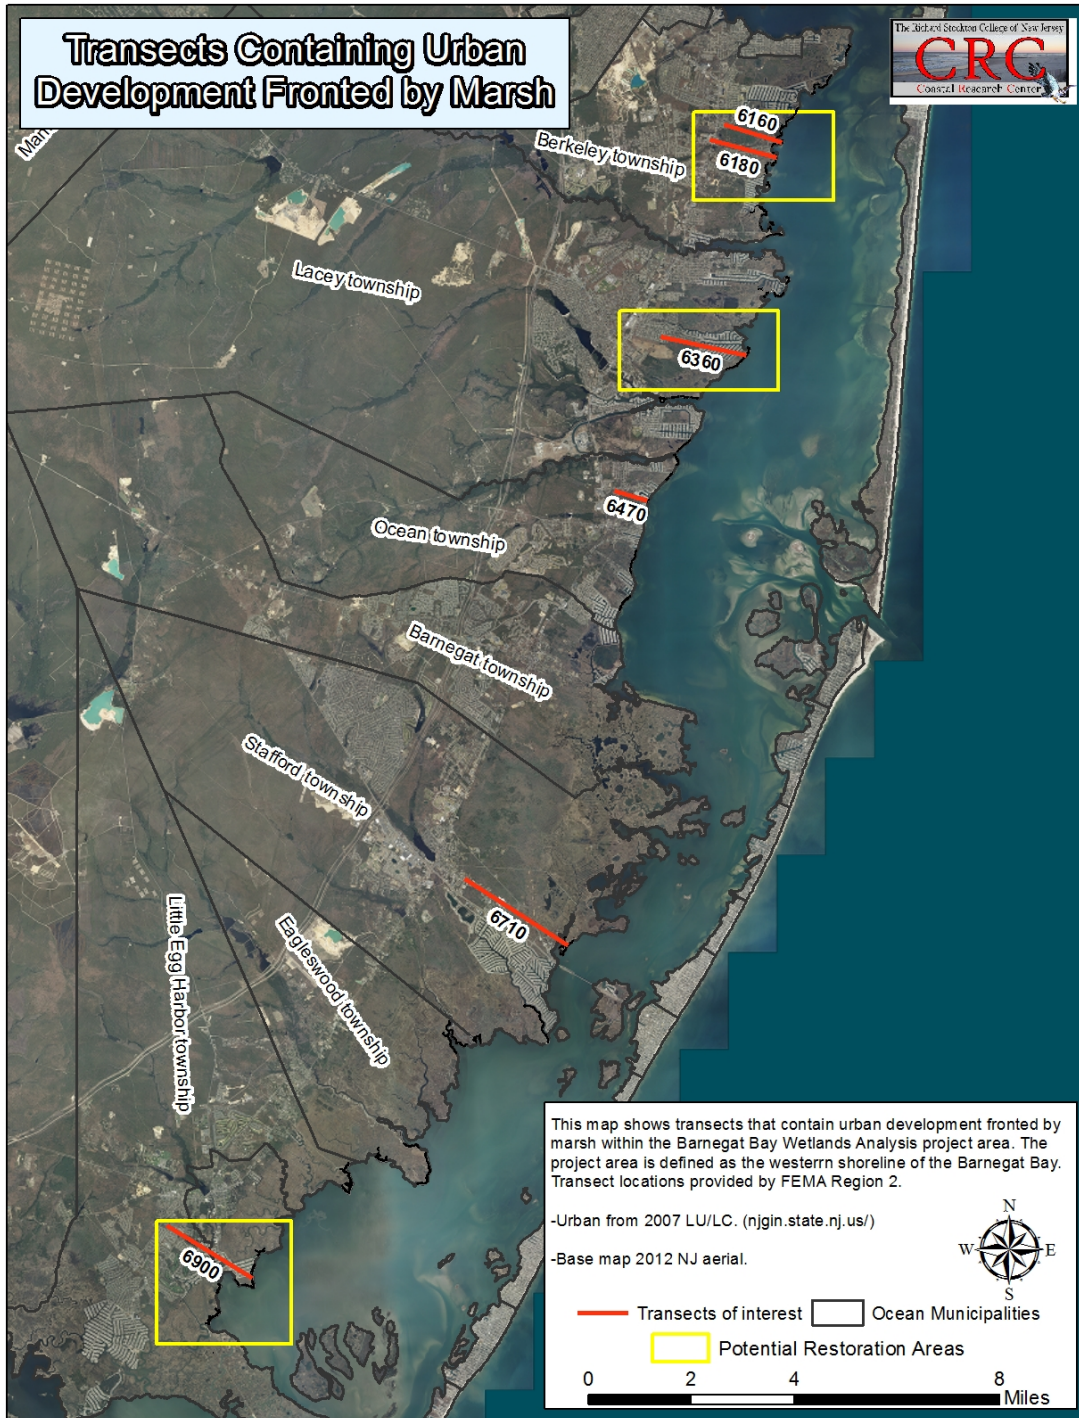 Transects Containing Urban
Development Fronted by Marsh
The Richard Stockton College of New Jersey
CRC
Coastal Research Center
6160
Berkeley township
6180
Lacey township
6360
6470
Ocean township
Barnegat township
Stafford township
6710
Little Egg Harbor township
Eagleswood township
6900
This map shows transects that contain urban development fronted by
marsh within the Barnegat Bay Wetlands Analysis project area. The
project area is defined as the westerrn shoreline of the Barnegat Bay.
Transect locations provided by FEMA Region 2.
-Urban from 2007 LU/LC. (njgin.state.nj.us/)
-Base map 2012 NJ aerial.
N
W E
S
Transects of interest Ocean Municipalities
Potential Restoration Areas
0 2 4 8
Miles